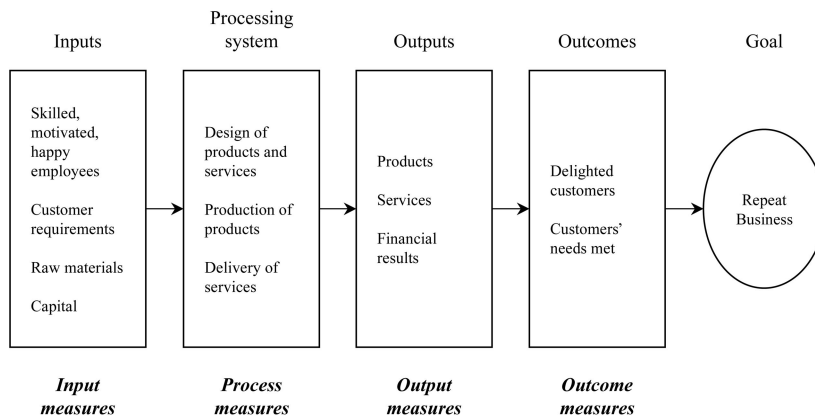 Inputs
Processing
system
Outputs
Outcomes
Goal
Skilled,
motivated,
happy
employees
Customer
requirements
Raw materials
Capital
Design of
products and
services
Production of
products
Delivery of
services
Products
Services
Financial
results
Delighted
customers
Customers’
needs met
Repeat
Business
Input
measures
Process
measures
Output
measures
Outcome
measures